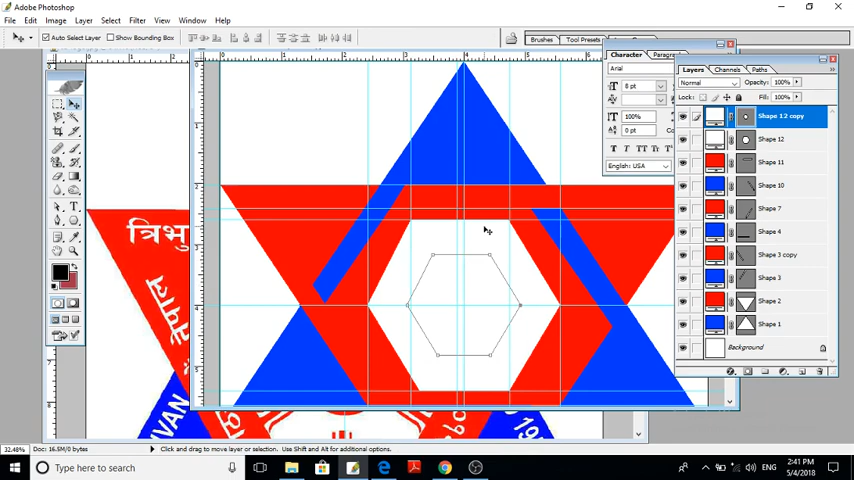 Adobe Photoshop
File Edit Image Layer Select Filter View Window Help
Auto Select Layer Show Bounding Box
Brushes Tool Presets
Character Paragraph
Arial
8 pt
100%
0 pt
English: USA
Layers Channels Paths
Normal Opacity: 100%
Lock: Fill: 100%
Shape 12 copy
Shape 12
Shape 11
Shape 10
Shape 7
Shape 4
Shape 3 copy
Shape 3
Shape 2
Shape 1
Background
त्रिभु
नेपाल
32.48% Doc: 16.5M/0 bytes Click and drag to move layer or selection. Use Shift and Alt for additional options.
Type here to search
ENG
2:41 PM
5/4/2018